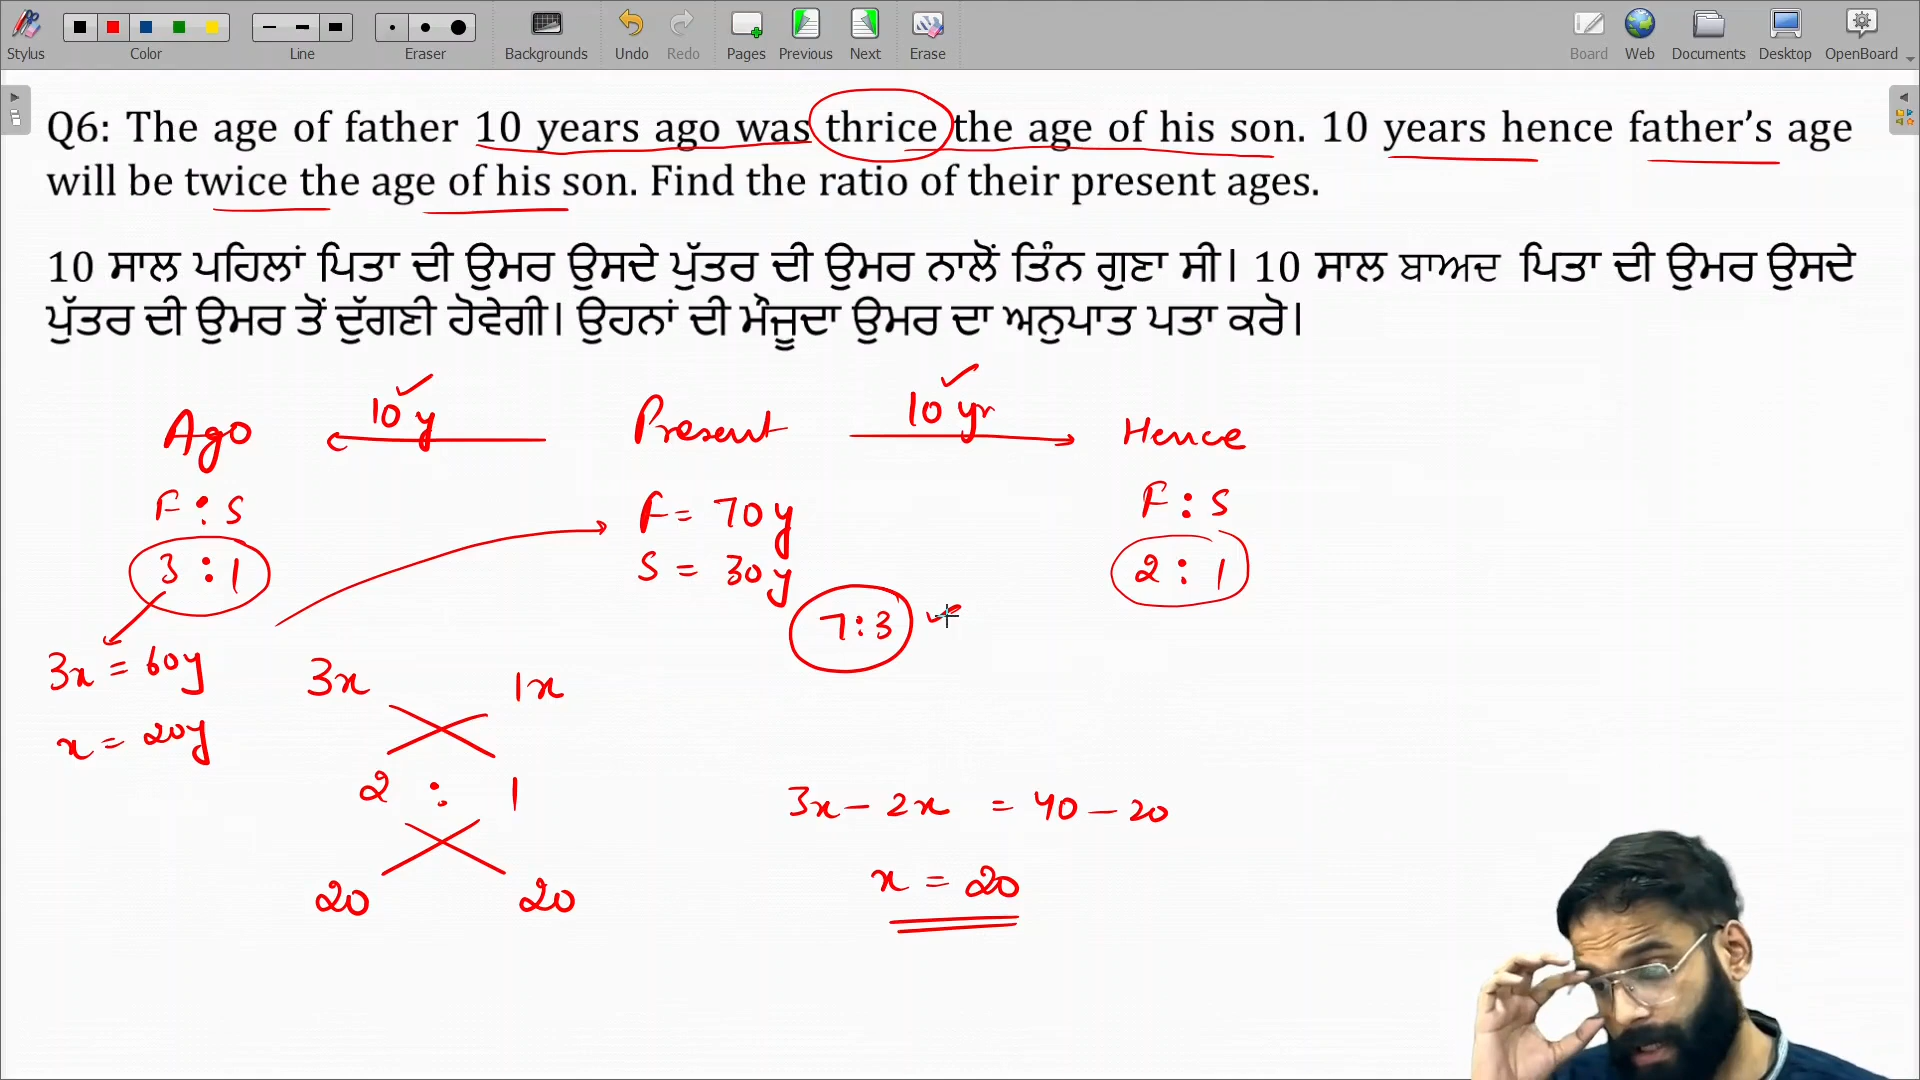 Stylus
Color
Line
Eraser
Backgrounds
Undo
Redo
Pages
Previous
Next
Erase
Board
Web
Documents
Desktop
OpenBoard
Q6: The age of father 10 years ago was thrice the age of his son. 10 years hence father's age
will be twice the age of his son. Find the ratio of their present ages.
10 ਸਾਲ ਪਹਿਲਾਂ ਪਿਤਾ ਦੀ ਉਮਰ ਉਸਦੇ ਪੁੱਤਰ ਦੀ ਉਮਰ ਨਾਲੋਂ ਤਿੰਨ ਗੁਣਾ ਸੀ। 10 ਸਾਲ ਬਾਅਦ ਪਿਤਾ ਦੀ ਉਮਰ ਉਸਦੇ
ਪੁੱਤਰ ਦੀ ਉਮਰ ਤੋਂ ਦੁੱਗਣੀ ਹੋਵੇਗੀ। ਉਹਨਾਂ ਦੀ ਮੌਜੂਦਾ ਉਮਰ ਦਾ ਅਨੁਪਾਤ ਪਤਾ ਕਰੋ।
Ago 10 y Present 10 yr Hence
F : S
3 : 1
F = 70y
S = 30y
7:3
F : S
2 : 1
3x = 60y
x = 20y
3x 1x
2 : 1
20 20
3x - 2x = 40 - 20
x = 20